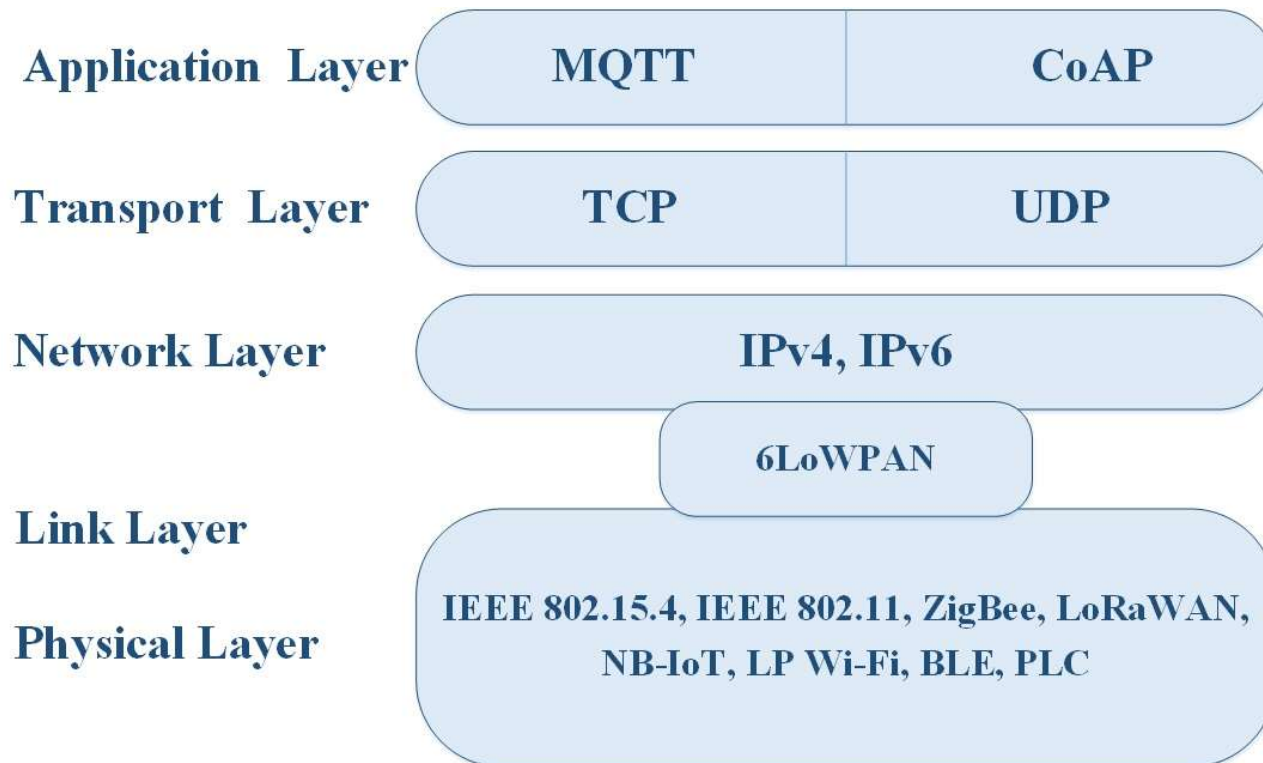 Application Layer MQTT CoAP
Transport Layer TCP UDP
Network Layer IPv4, IPv6
6LoWPAN
Link Layer
IEEE 802.15.4, IEEE 802.11, ZigBee, LoRaWAN,
Physical Layer
NB-IoT, LP Wi-Fi, BLE, PLC